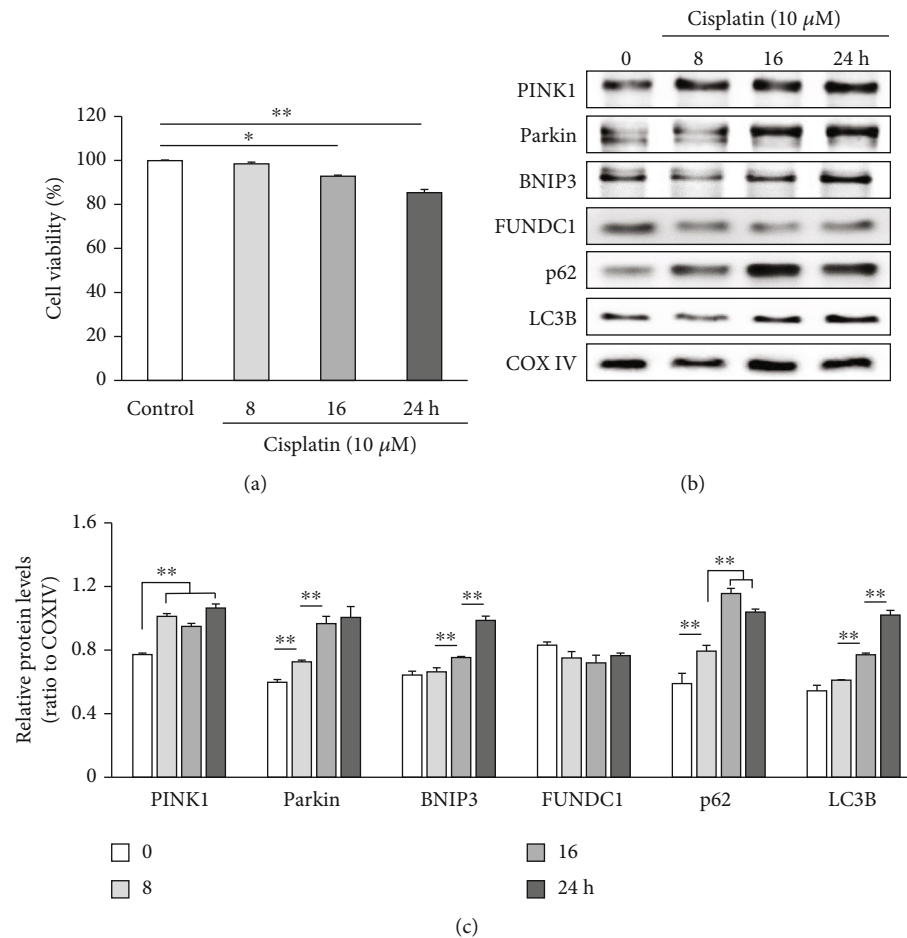 Cisplatin (10 μM)
0 8 16 24 h
PINK1
Parkin
BNIP3
FUNDC1
p62
LC3B
COX IV
(b)
Cell viability (%)
120
100
80
60
40
20
0
**
*
Control 8 16 24 h
Cisplatin (10 μM)
(a)
Relative protein levels
(ratio to COXIV)
1.6
1.2
0.8
0.4
0
**
** **
** **
** **
** **
PINK1 Parkin BNIP3 FUNDC1 p62 LC3B
0 16
8 24 h
(c)